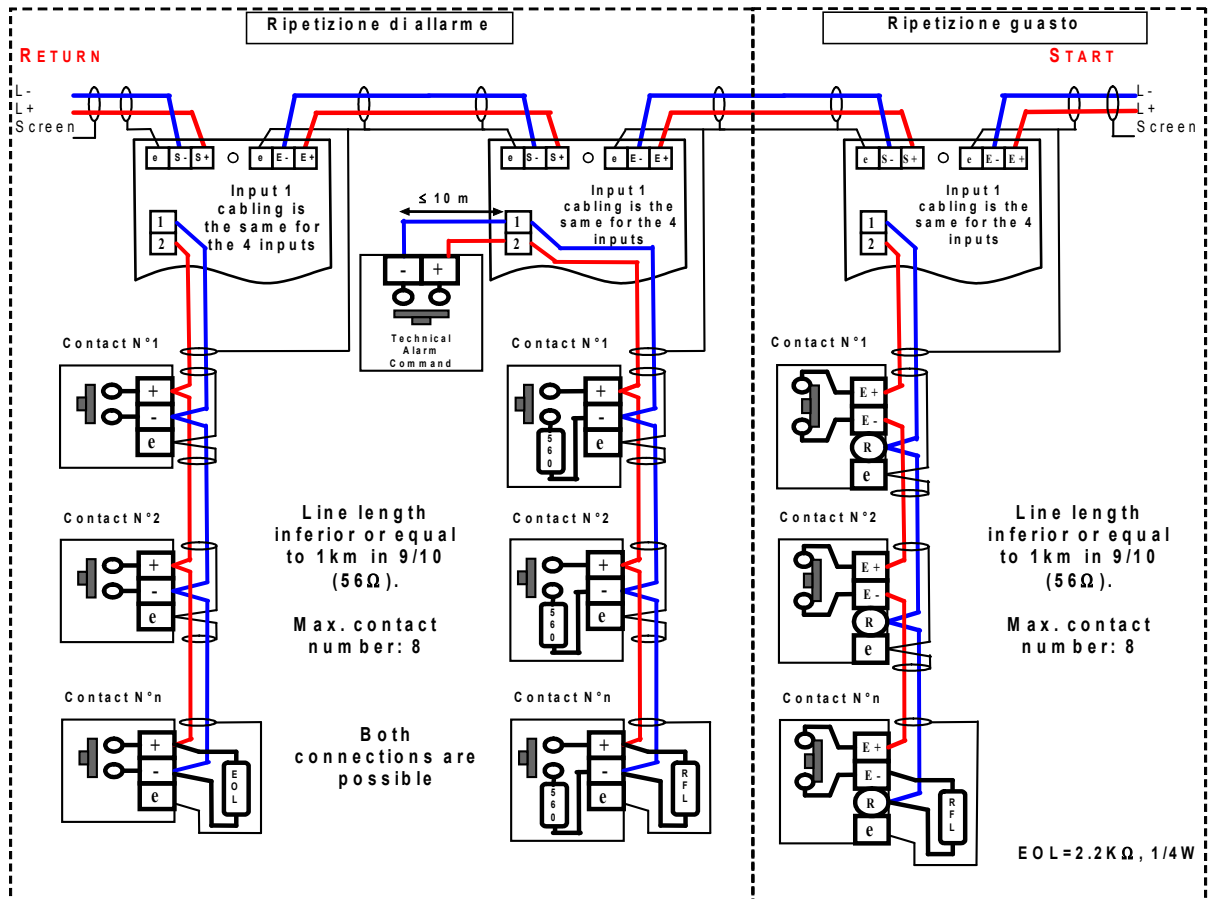 Ripetizione di allarme
Ripetizione guasto
RETURN
START
L-
L+
Screen
L-
L+
Screen
e S- S+
e E- E+
e S- S+
e E- E+
e S- S+
e E- E+
Input 1
cabling is
the same for
the 4 inputs
1
2
≤ 10 m
Input 1
cabling is the
same for the 4
inputs
1
2
- +
Technical
Alarm
Command
Input 1
cabling is the
same for the 4
inputs
1
2
Contact N°1
+
-
e
Contact N°1
+
-
e
560
Contact N°1
E+
E-
R
e
Contact N°2
+
-
e
Line length
inferior or equal
to 1km in 9/10
(56Ω).
Max. contact
number: 8
Contact N°2
+
-
e
560
Contact N°2
E+
E-
R
e
Line length
inferior or equal
to 1km in 9/10
(56Ω).
Max. contact
number: 8
Contact N°n
+
-
e
EOL
Both
connections are
possible
Contact N°n
+
-
e
560
RFL
Contact N°n
E+
E-
R
e
RFL
EOL=2.2KΩ, 1/4W